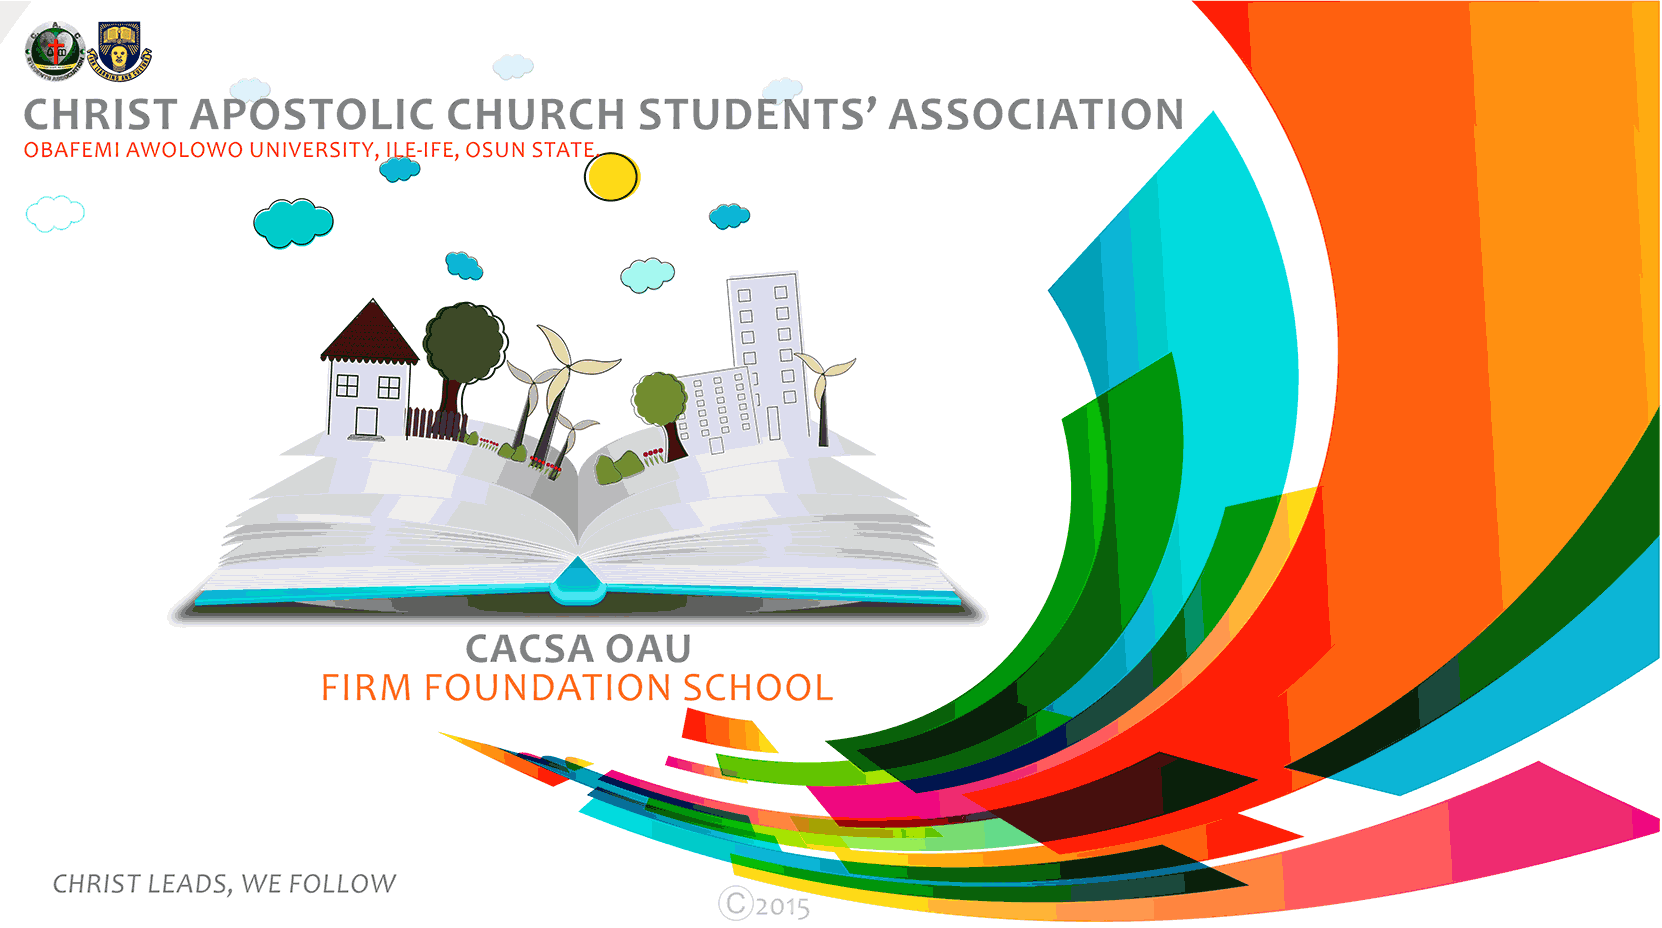 CHRIST APOSTOLIC CHURCH STUDENTS’ ASSOCIATION
OBAFEMI AWOLOWO UNIVERSITY, ILE-IFE, OSUN STATE.
CACSA OAU
FIRM FOUNDATION SCHOOL
CHRIST LEADS, WE FOLLOW
©2015